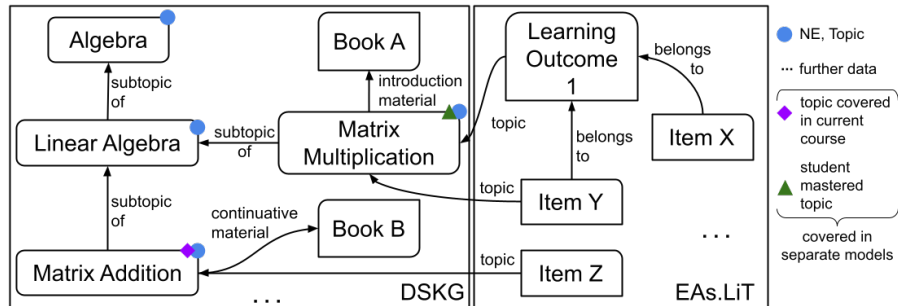 Algebra
subtopic
of
Linear Algebra
subtopic
of
Matrix Addition
Book A
introduction
material
subtopic
of
Matrix
Multiplication
continuative
material
Book B
...
DSKG
Learning
Outcome
1
belongs
to
topic
belongs
to
Item X
topic
Item Y
topic
Item Z
...
EAs.LiT
NE, Topic
... further data
topic covered
in current
course
student
mastered
topic
covered in
separate models